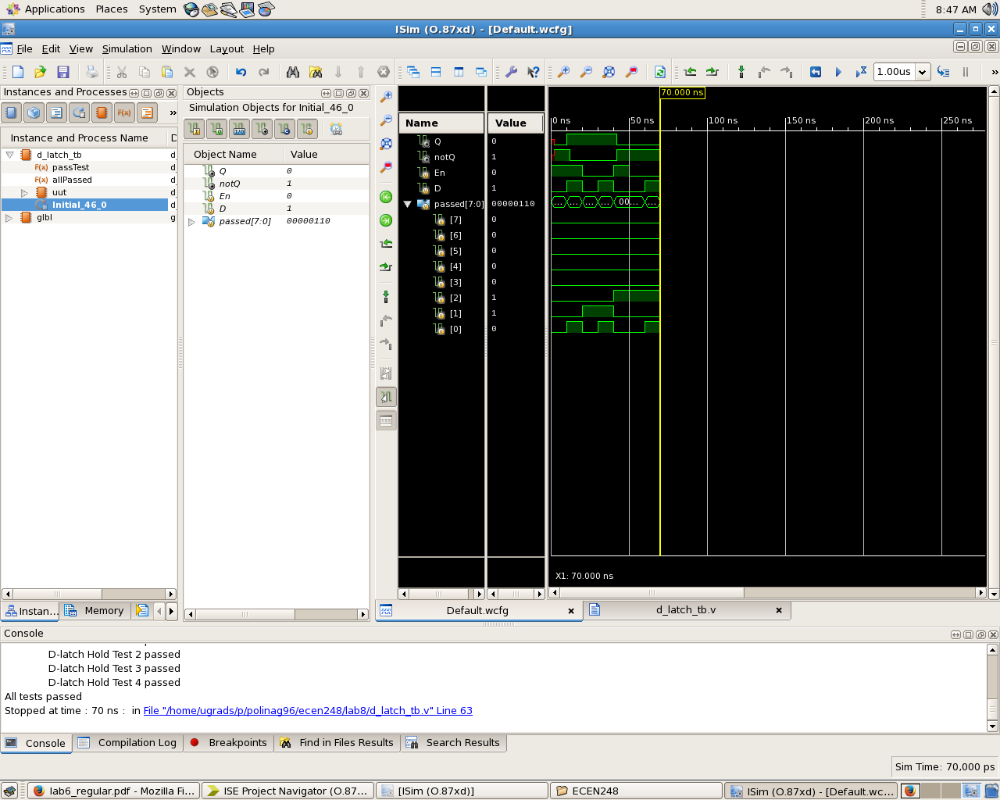 Applications Places System 8:47 AM
ISim (O.87xd) - [Default.wcfg]
File Edit View Simulation Window Layout Help
1.00us
»
Instances and Processes
Instance and Process Name D
d_latch_tb d_
F(x) passTest d_
F(x) allPassed d_
uut d_
Initial_46_0 d_
glbl g
Instan... Memory
Objects
Simulation Objects for Initial_46_0
Object Name Value
Q 0
notQ 1
En 0
D 1
passed[7:0] 00000110
Name Value
Q 0
notQ 1
En 0
D 1
passed[7:0] 00000110
[7] 0
[6] 0
[5] 0
[4] 0
[3] 0
[2] 1
[1] 1
[0] 0
70.000 ns
0 ns 50 ns 100 ns 150 ns 200 ns 250 ns
... ... ... ... 00... ...
X1: 70.000 ns
Default.wcfg d_latch_tb.v
Console
D-latch Hold Test 2 passed
D-latch Hold Test 3 passed
D-latch Hold Test 4 passed
All tests passed
Stopped at time : 70 ns : in File "/home/ugrads/p/polinag96/ecen248/lab8/d_latch_tb.v" Line 63
Console Compilation Log Breakpoints Find in Files Results Search Results
Sim Time: 70,000 ps
lab6_regular.pdf - Mozilla Fi... ISE Project Navigator (O.87... [ISim (O.87xd)] ECEN248 ISim (O.87xd) - [Default.wc...